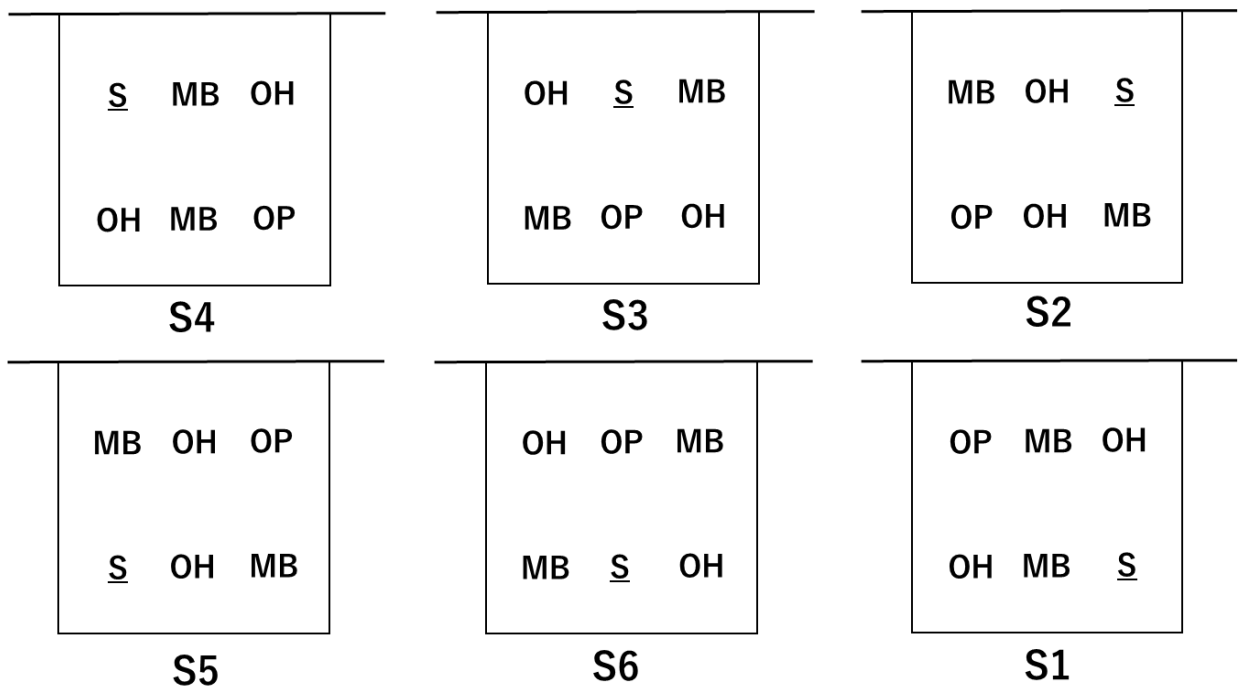 S MB OH
OH MB OP
S4
OH S MB
MB OP OH
S3
MB OH S
OP OH MB
S2
MB OH OP
S OH MB
S5
OH OP MB
MB S OH
S6
OP MB OH
OH MB S
S1